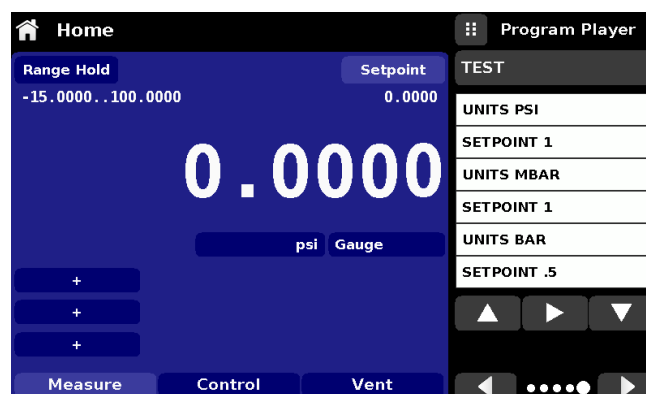 Home
Program Player
Range Hold
Setpoint
TEST
-15.0000..100.0000
0.0000
UNITS PSI
SETPOINT 1
0.0000
UNITS MBAR
SETPOINT 1
psi
Gauge
UNITS BAR
SETPOINT .5
+
+
+
Measure
Control
Vent